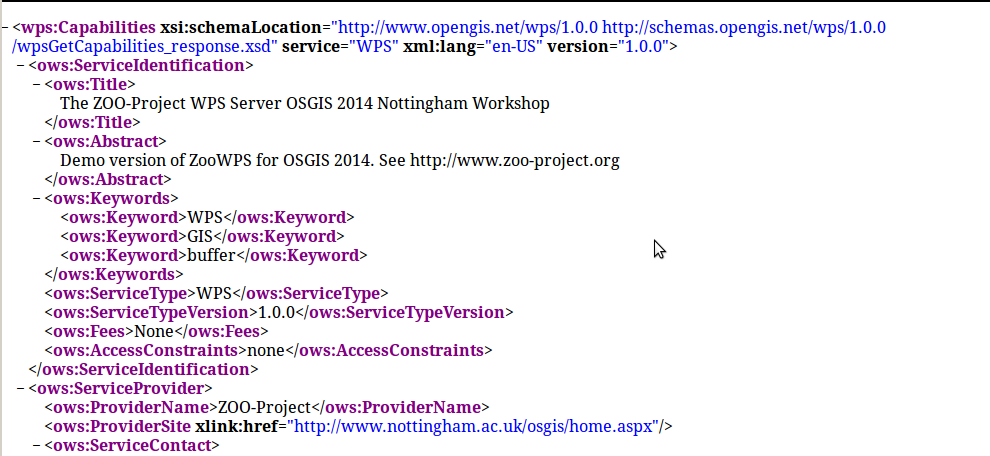 −<wps:Capabilities xsi:schemaLocation="http://www.opengis.net/wps/1.0.0 http://schemas.opengis.net/wps/1.0.0
/wpsGetCapabilities_response.xsd" service="WPS" xml:lang="en-US" version="1.0.0">
−<ows:ServiceIdentification>
−<ows:Title>
The ZOO-Project WPS Server OSGIS 2014 Nottingham Workshop
</ows:Title>
−<ows:Abstract>
Demo version of ZooWPS for OSGIS 2014. See http://www.zoo-project.org
</ows:Abstract>
−<ows:Keywords>
<ows:Keyword>WPS</ows:Keyword>
<ows:Keyword>GIS</ows:Keyword>
<ows:Keyword>buffer</ows:Keyword>
</ows:Keywords>
<ows:ServiceType>WPS</ows:ServiceType>
<ows:ServiceTypeVersion>1.0.0</ows:ServiceTypeVersion>
<ows:Fees>None</ows:Fees>
<ows:AccessConstraints>none</ows:AccessConstraints>
</ows:ServiceIdentification>
−<ows:ServiceProvider>
<ows:ProviderName>ZOO-Project</ows:ProviderName>
<ows:ProviderSite xlink:href="http://www.nottingham.ac.uk/osgis/home.aspx"/>
−<ows:ServiceContact>